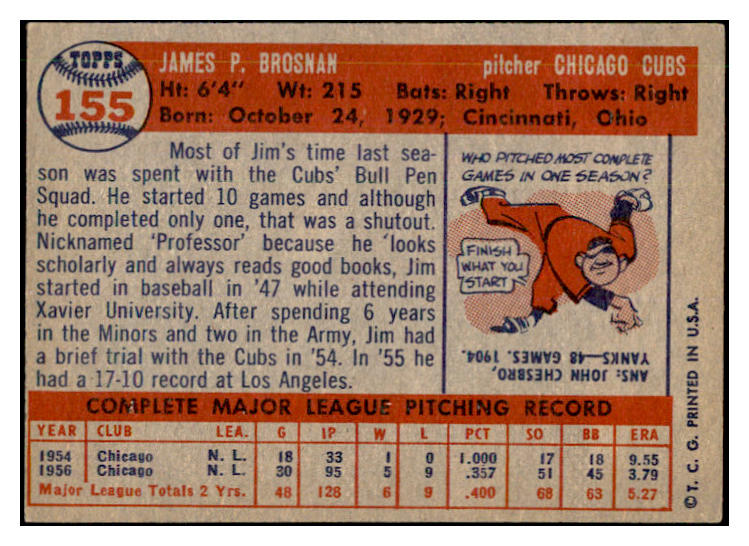 TOPPS
155
JAMES P. BROSNAN pitcher CHICAGO CUBS
Ht: 6'4" Wt: 215 Bats: Right Throws: Right
Born: October 24, 1929; Cincinnati, Ohio
Most of Jim's time last sea-
son was spent with the Cubs' Bull Pen
Squad. He started 10 games and although
he completed only one, that was a shutout.
Nicknamed 'Professor' because he 'looks
scholarly and always reads good books, Jim
started in baseball in '47 while attending
Xavier University. After spending 6 years
in the Minors and two in the Army, Jim had
a brief trial with the Cubs in '54. In '55 he
had a 17-10 record at Los Angeles.
WHO PITCHED MOST COMPLETE
GAMES IN ONE SEASON?
FINISH
WHAT YOU
START
ANS: JOHN CHESBRO,
YANKS—48 GAMES, 1904.
COMPLETE MAJOR LEAGUE PITCHING RECORD
YEAR CLUB LEA. G IP W L PCT SO BB ERA
1954 Chicago N. L. 18 33 1 0 1.000 17 18 9.55
1956 Chicago N. L. 30 95 5 9 .357 51 45 3.79
Major League Totals 2 Yrs. 48 128 6 9 .400 68 63 5.27
© T. C. G. PRINTED IN U.S.A.